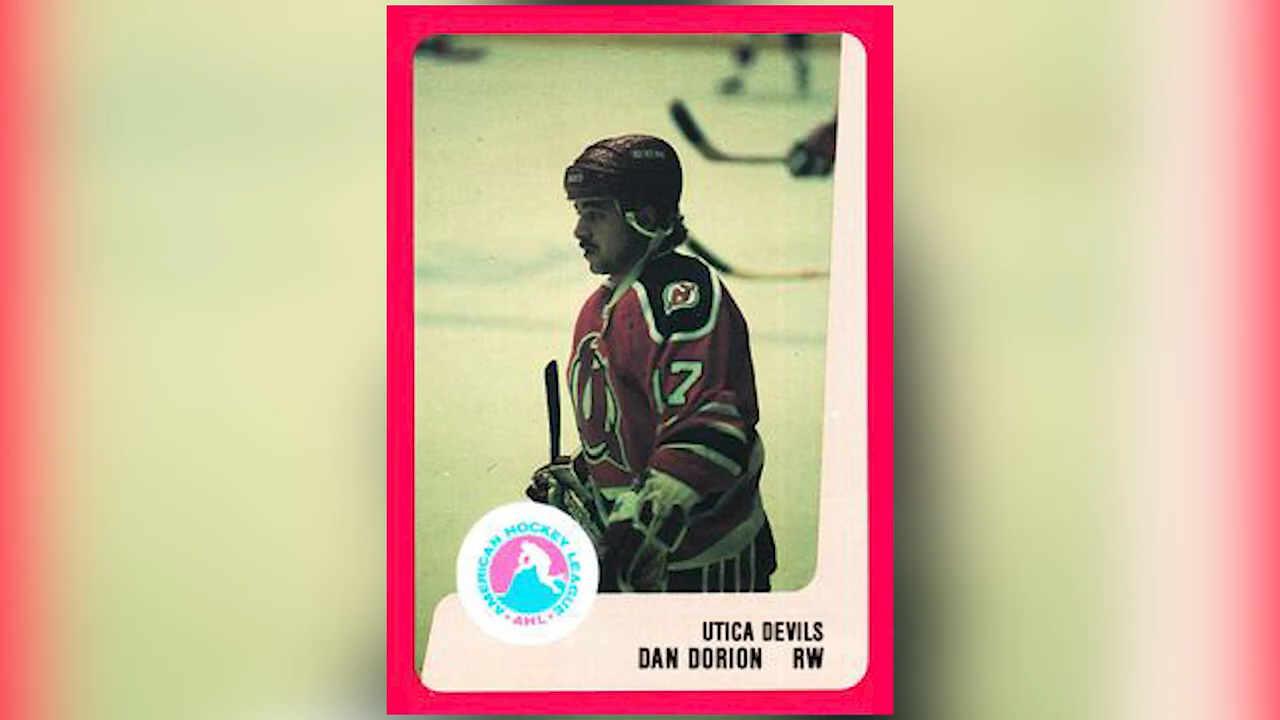 7
AMERICAN HOCKEY LEAGUE
• AHL •
UTICA DEVILS
DAN DORION RW